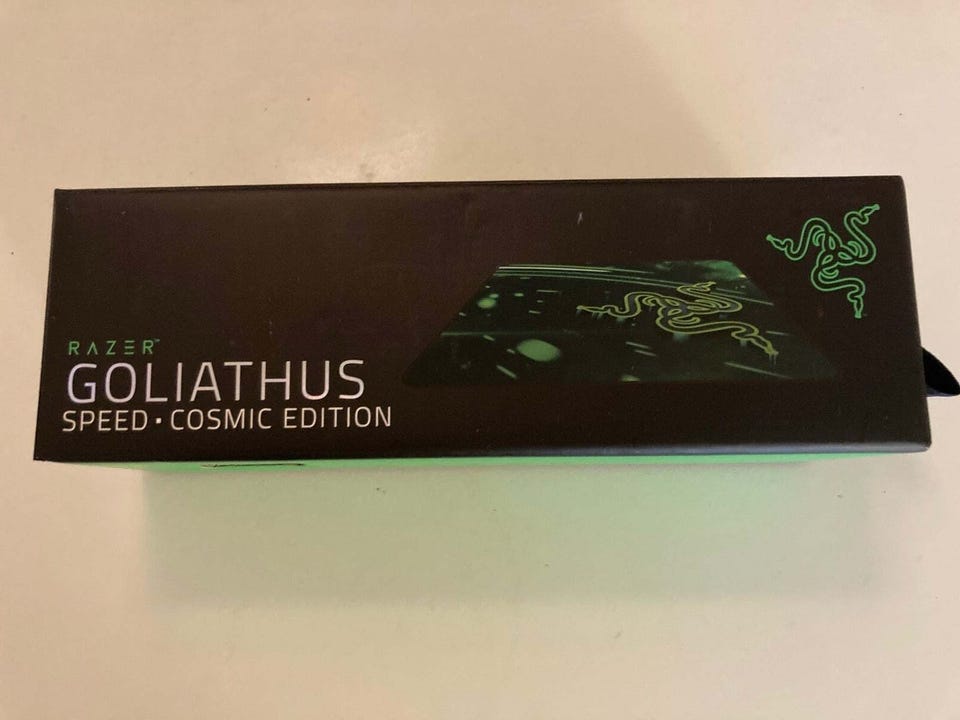 RAZER™
GOLIATHUS
SPEED · COSMIC EDITION